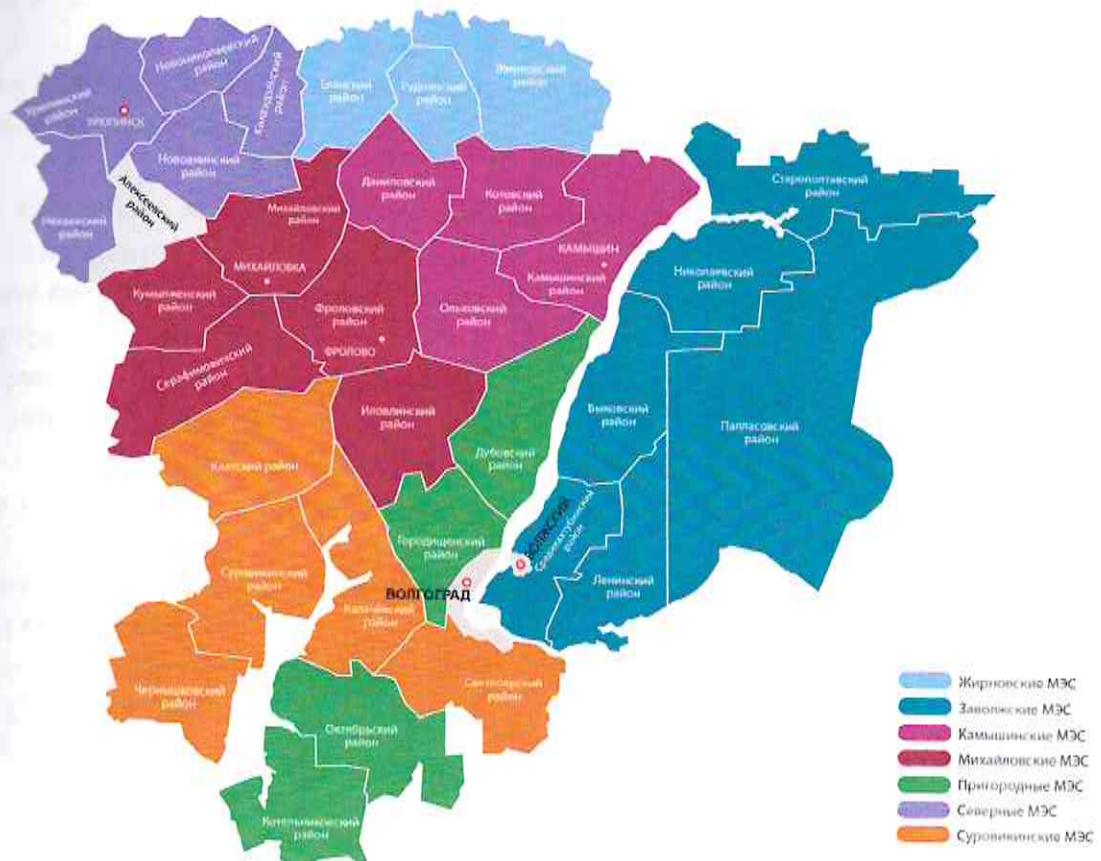 Новониколаевский
район
Урюпинский
район
УРЮПИНСК
Киквидзенский
район
Новоаннинский
район
Нехаевский
район
Алексеевский
район
Еланский
район
Руднянский
район
Жирновский
район
Даниловский
район
Котовский
район
Михайловский
район
МИХАЙЛОВКА
КАМЫШИН
Камышинский
район
Кумылженский
район
Фроловский
район
ФРОЛОВО
Ольховский
район
Серафимовичский
район
Иловлинский
район
Дубовский
район
Старополтавский
район
Николаевский
район
Быковский
район
Палласовский
район
Клетский район
Городищенский
район
ВОЛЖСКИЙ
Среднеахтубинский
район
Ленинский
район
ВОЛГОГРАД
Суровикинский
район
Калачёвский
район
Чернышковский
район
Светлоярский
район
Октябрьский
район
Котельниковский
район
Жирновские МЭС
Заволжские МЭС
Камышинские МЭС
Михайловские МЭС
Пригородные МЭС
Северные МЭС
Суровикинские МЭС